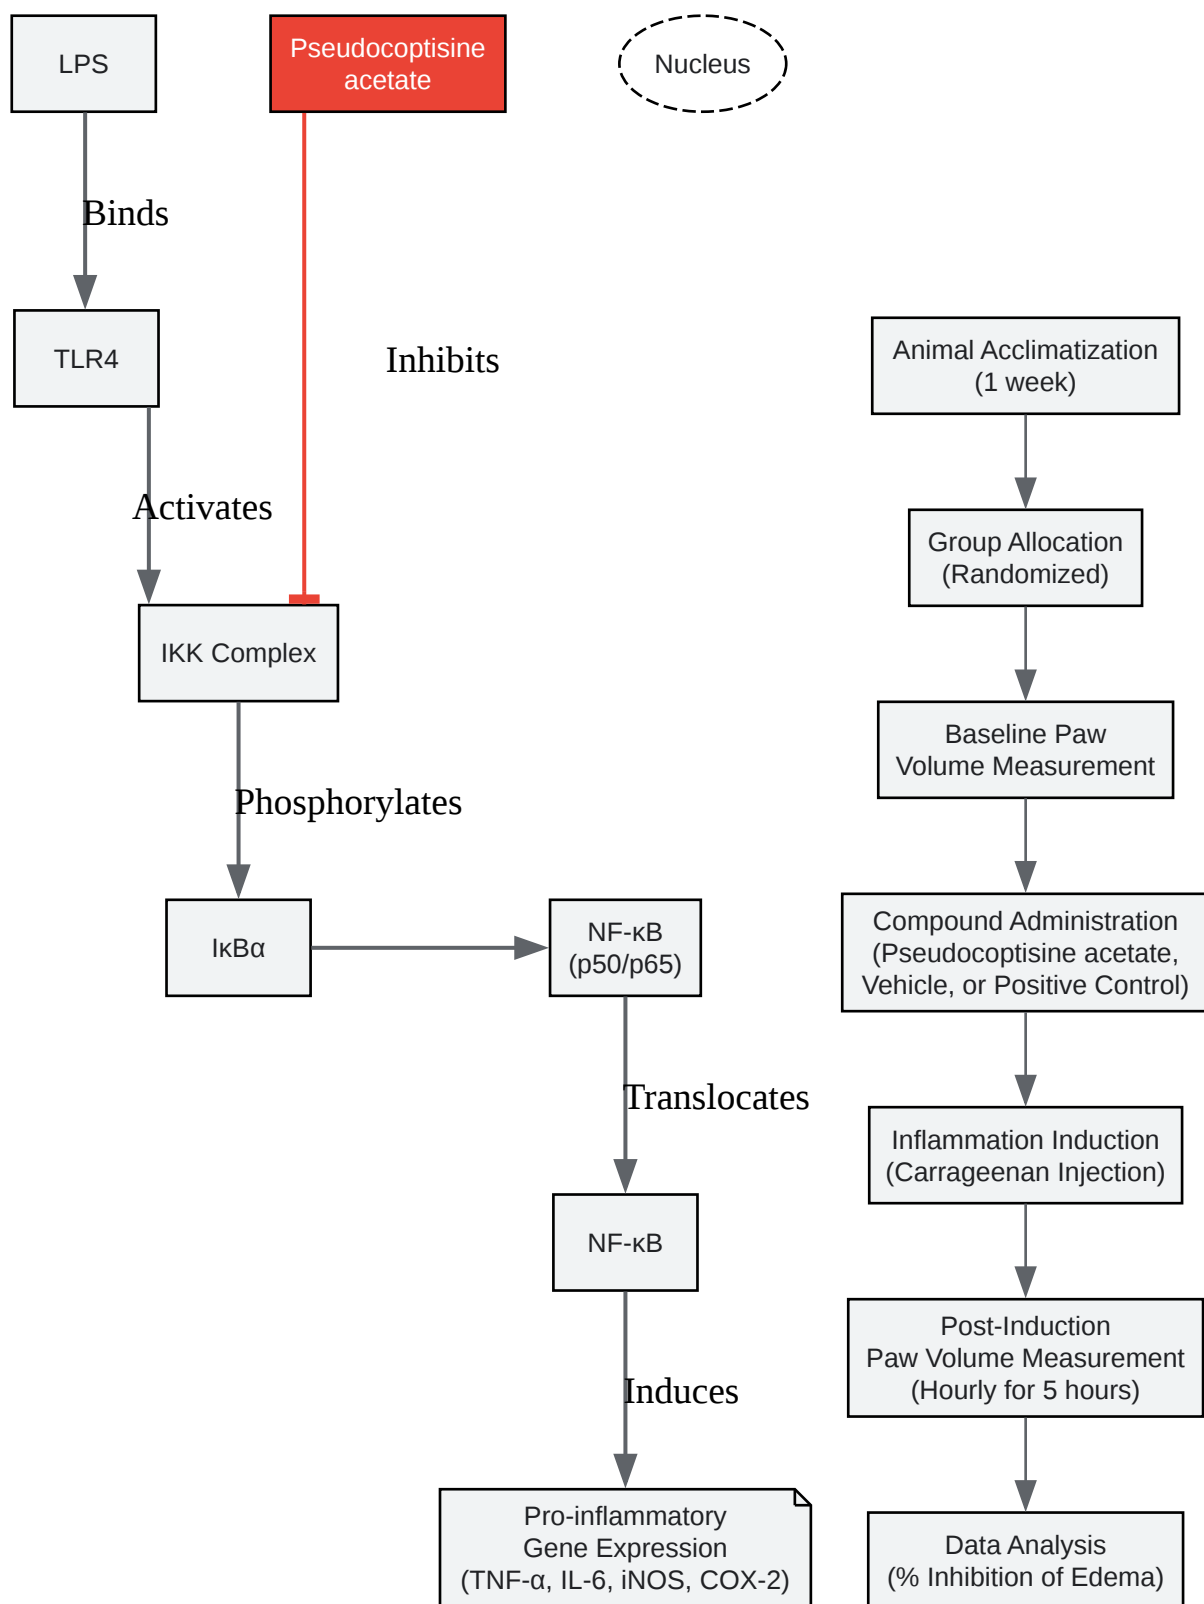 LPS
Pseudocoptisine
acetate
Nucleus
Binds
TLR4
Inhibits
Activates
IKK Complex
Phosphorylates
IκBα
NF-κB
(p50/p65)
Translocates
NF-κB
Induces
Pro-inflammatory
Gene Expression
(TNF-α, IL-6, iNOS, COX-2)
Animal Acclimatization
(1 week)
Group Allocation
(Randomized)
Baseline Paw
Volume Measurement
Compound Administration
(Pseudocoptisine acetate,
Vehicle, or Positive Control)
Inflammation Induction
(Carrageenan Injection)
Post-Induction
Paw Volume Measurement
(Hourly for 5 hours)
Data Analysis
(% Inhibition of Edema)